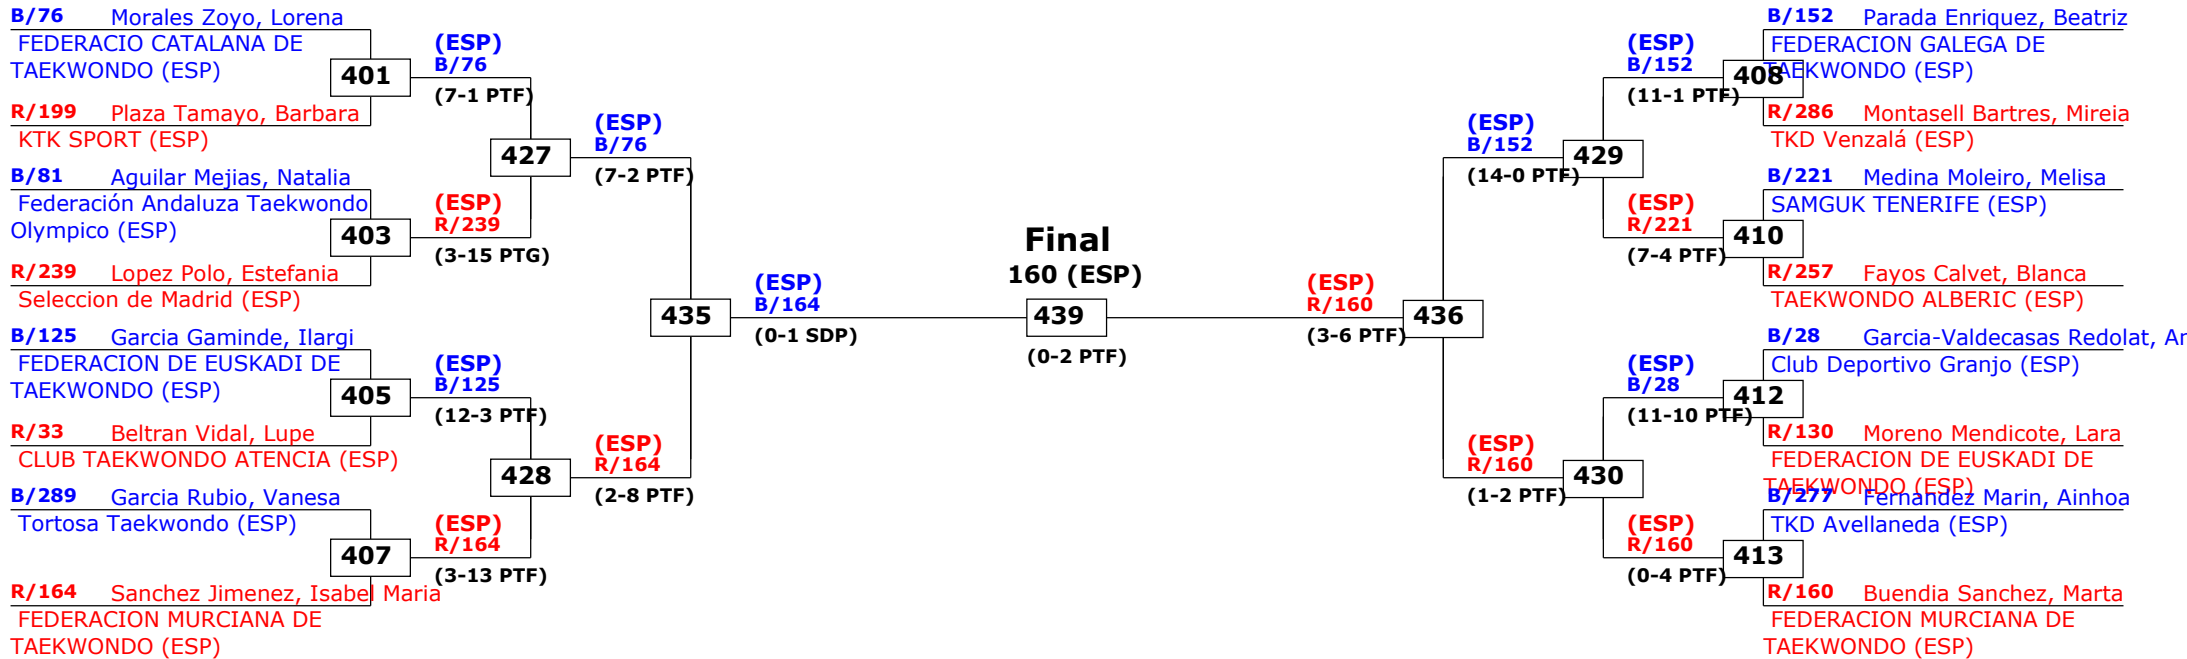 B/76 Morales Zoyo, Lorena
FEDERACIO CATALANA DE
TAEKWONDO (ESP)
401
R/199 Plaza Tamayo, Barbara
KTK SPORT (ESP)
B/81 Aguilar Mejias, Natalia
Federación Andaluza Taekwondo
Olympico (ESP)
403
R/239 Lopez Polo, Estefania
Seleccion de Madrid (ESP)
B/125 Garcia Gaminde, Ilargi
FEDERACION DE EUSKADI DE
TAEKWONDO (ESP)
405
R/33 Beltran Vidal, Lupe
CLUB TAEKWONDO ATENCIA (ESP)
B/289 Garcia Rubio, Vanesa
Tortosa Taekwondo (ESP)
407
R/164 Sanchez Jimenez, Isabel Maria
FEDERACION MURCIANA DE
TAEKWONDO (ESP)
(ESP)
B/76
(7-1 PTF)
427
(ESP)
R/239
(3-15 PTG)
(ESP)
B/125
(12-3 PTF)
428
(ESP)
R/164
(3-13 PTF)
(ESP)
B/76
(7-2 PTF)
435
(ESP)
R/164
(2-8 PTF)
(ESP)
B/164
(0-1 SDP)
Final
160 (ESP)
439
(0-2 PTF)
(ESP)
R/160
(3-6 PTF)
436
(ESP)
B/152
(14-0 PTF)
429
(ESP)
R/160
(1-2 PTF)
430
(ESP)
B/152
(11-1 PTF)
(ESP)
R/221
(7-4 PTF)
(ESP)
B/28
(11-10 PTF)
(ESP)
R/160
(0-4 PTF)
B/152 Parada Enriquez, Beatriz
FEDERACION GALEGA DE
TAEKWONDO (ESP)
408
R/286 Montasell Bartres, Mireia
TKD Venzalá (ESP)
B/221 Medina Moleiro, Melisa
SAMGUK TENERIFE (ESP)
410
R/257 Fayos Calvet, Blanca
TAEKWONDO ALBERIC (ESP)
B/28 Garcia-Valdecasas Redolat, Ar
Club Deportivo Granjo (ESP)
412
R/130 Moreno Mendicote, Lara
FEDERACION DE EUSKADI DE
TAEKWONDO (ESP)
B/277 Fernandez Marin, Ainhoa
TKD Avellaneda (ESP)
413
R/160 Buendia Sanchez, Marta
FEDERACION MURCIANA DE
TAEKWONDO (ESP)